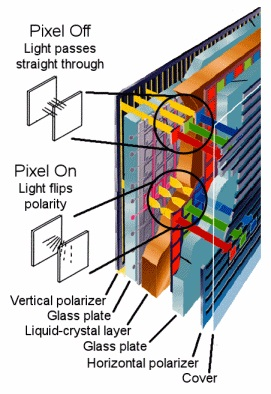 Pixel Off
Light passes
straight through
Pixel On
Light flips
polarity
Vertical polarizer
Glass plate
Liquid-crystal layer
Glass plate
Horizontal polarizer
Cover